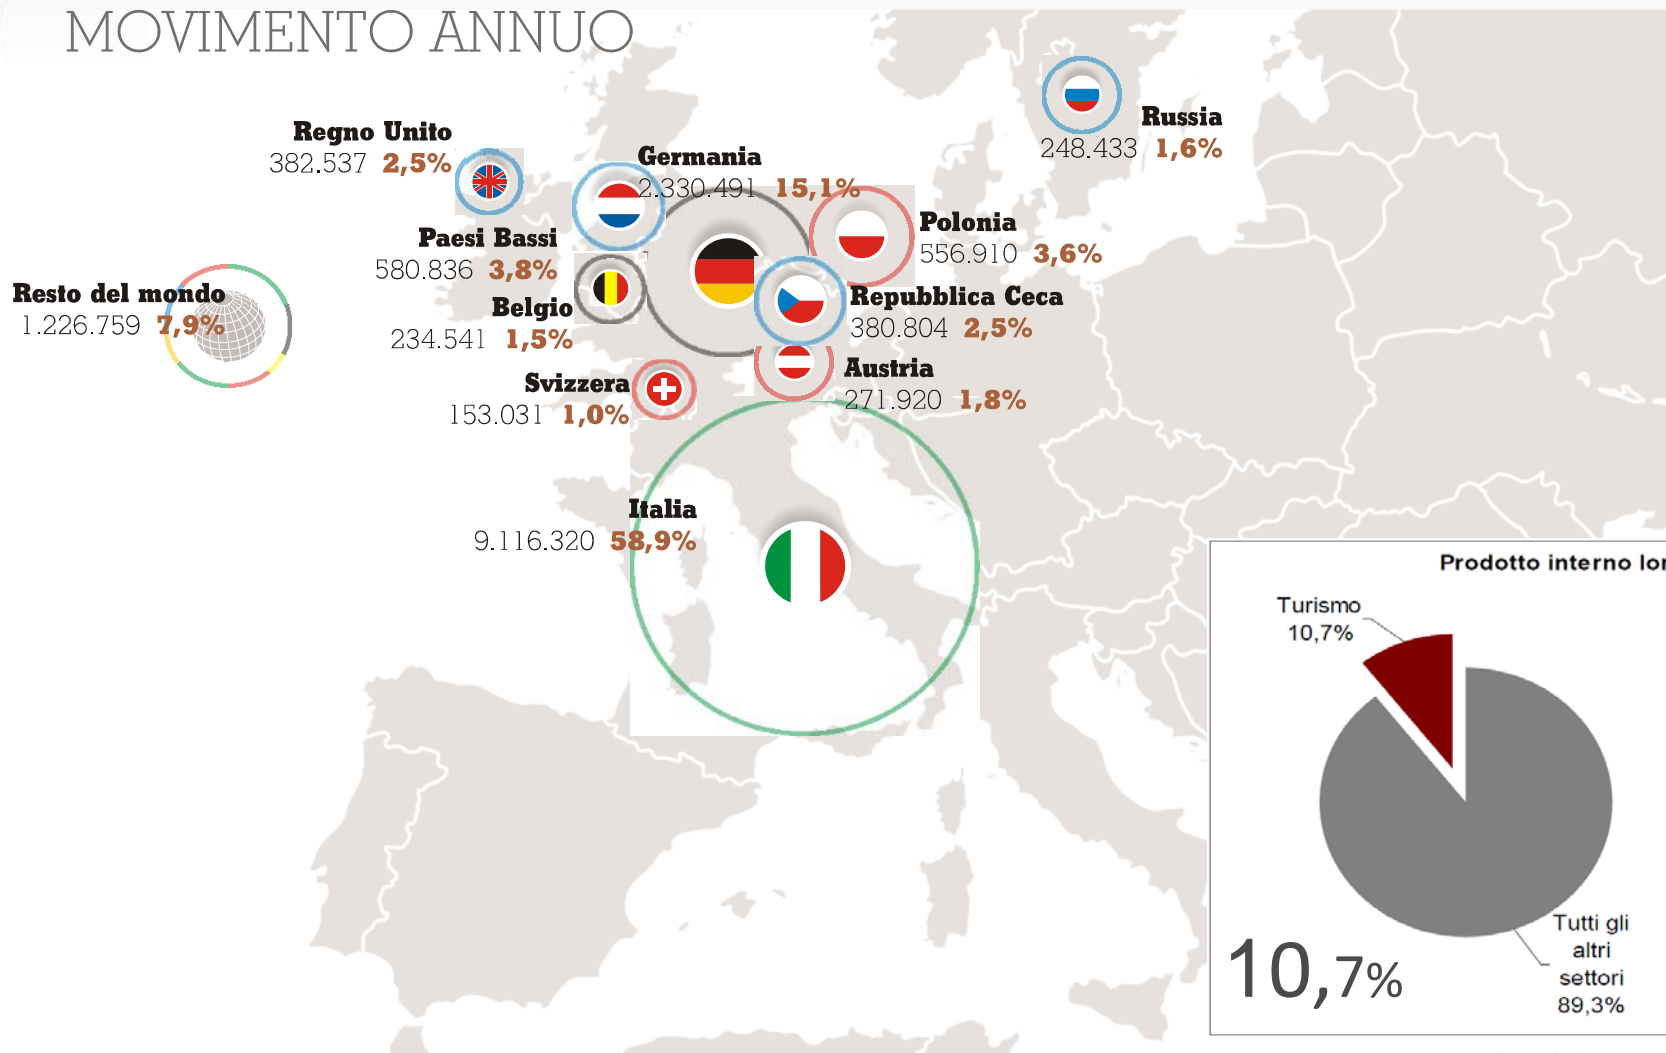 MOVIMENTO ANNUO
Russia
248.433 1,6%
Regno Unito
382.537 2,5%
Germania
2.330.491 15,1%
Polonia
556.910 3,6%
Paesi Bassi
580.836 3,8%
Resto del mondo
1.226.759 7,9%
Belgio
234.541 1,5%
Repubblica Ceca
380.804 2,5%
Svizzera
153.031 1,0%
Austria
271.920 1,8%
Italia
9.116.320 58,9%
Prodotto interno lor
Turismo
10,7%
Tutti gli
altri
settori
89,3%
10,7%